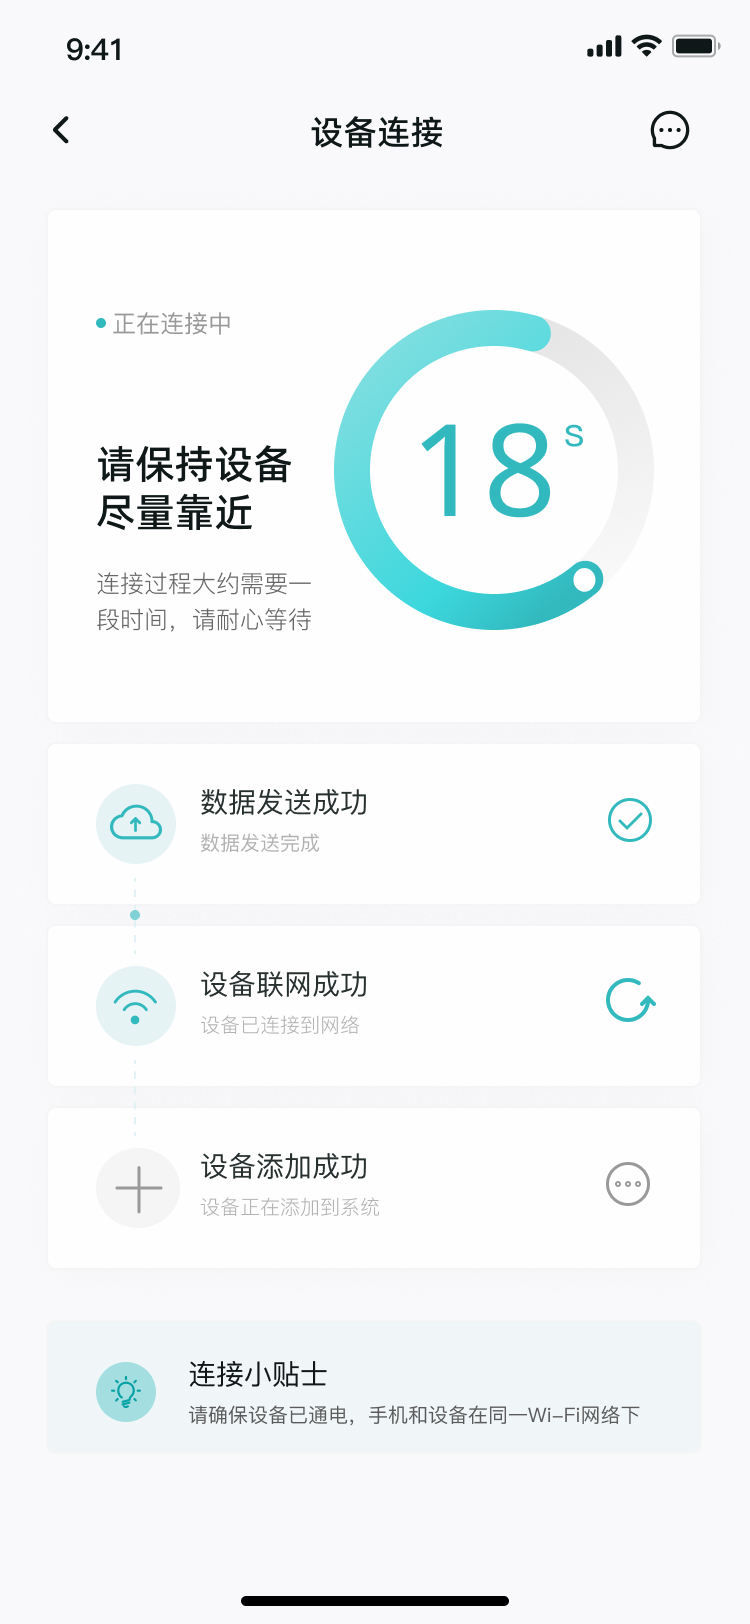 9:41
设备连接
正在连接中
18 s
请保持设备
尽量靠近
连接过程大约需要一
段时间，请耐心等待
数据发送成功
数据发送完成
设备联网成功
设备已连接到网络
设备添加成功
设备正在添加到系统
连接小贴士
请确保设备已通电，手机和设备在同一Wi-Fi网络下